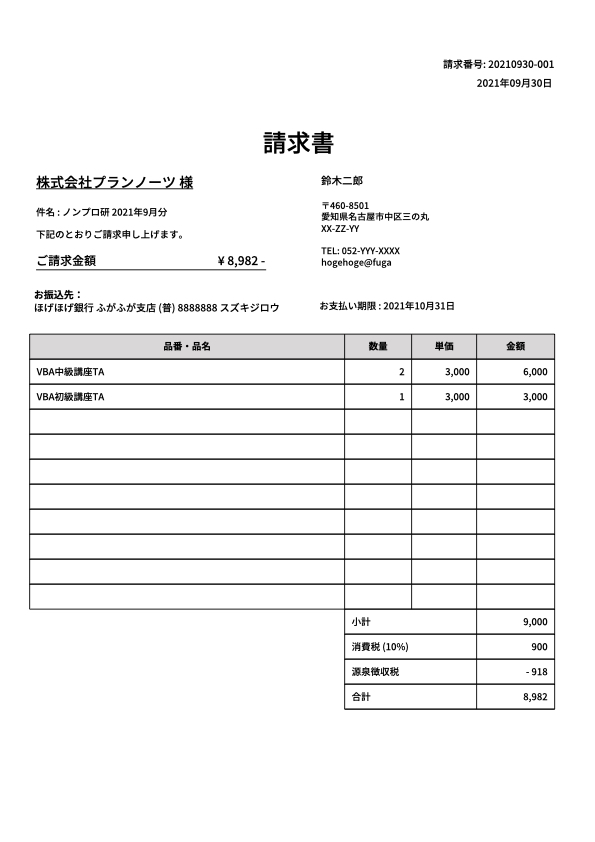 請求番号: 20210930-001
2021年09月30日
請求書
株式会社プランノーツ 様
鈴木二郎
件名 : ノンプロ研 2021年9月分
下記のとおりご請求申し上げます。
ご請求金額 ¥ 8,982 -
〒460-8501
愛知県名古屋市中区三の丸
XX-ZZ-YY
TEL: 052-YYY-XXXX
hogehoge@fuga
お振込先：
ほげほげ銀行 ふがふが支店 (普) 8888888 スズキジロウ
お支払い期限 : 2021年10月31日
品番・品名 数量 単価 金額
VBA中級講座TA 2 3,000 6,000
VBA初級講座TA 1 3,000 3,000
小計 9,000
消費税 (10%) 900
源泉徴収税 - 918
合計 8,982